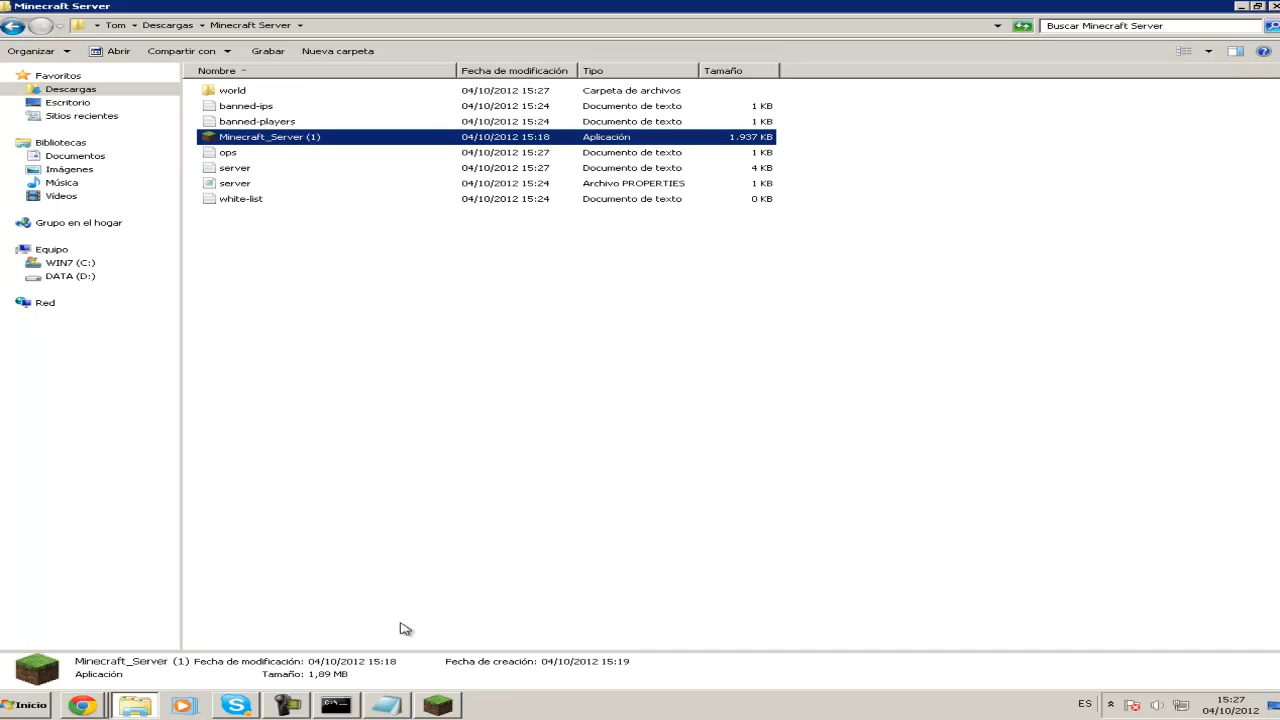 Minecraft Server
Tom Descargas Minecraft Server
Buscar Minecraft Server
Organizar Abrir Compartir con Grabar Nueva carpeta
Nombre Fecha de modificación Tipo Tamaño
Favoritos
Descargas
Escritorio
Sitios recientes
Bibliotecas
Documentos
Imágenes
Música
Vídeos
Grupo en el hogar
Equipo
WIN7 (C:)
DATA (D:)
Red
world 04/10/2012 15:27 Carpeta de archivos
banned-ips 04/10/2012 15:24 Documento de texto 1 KB
banned-players 04/10/2012 15:24 Documento de texto 1 KB
Minecraft_Server (1) 04/10/2012 15:18 Aplicación 1.937 KB
ops 04/10/2012 15:27 Documento de texto 1 KB
server 04/10/2012 15:27 Documento de texto 4 KB
server 04/10/2012 15:24 Archivo PROPERTIES 1 KB
white-list 04/10/2012 15:24 Documento de texto 0 KB
Minecraft_Server (1) Fecha de modificación: 04/10/2012 15:18 Fecha de creación: 04/10/2012 15:19
Aplicación Tamaño: 1,89 MB
Inicio
C:\
ES
15:27
04/10/2012